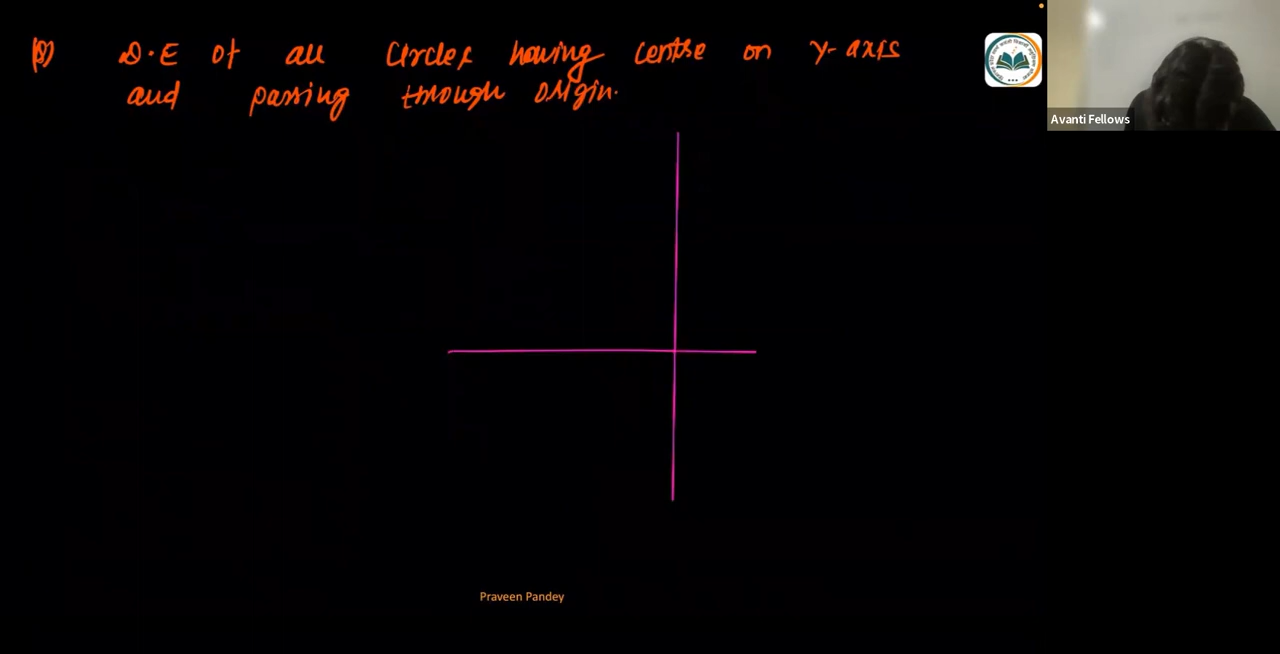 Q) D.E of all circles having centre on y-axis
and passing through origin.
Avanti Fellows
Praveen Pandey